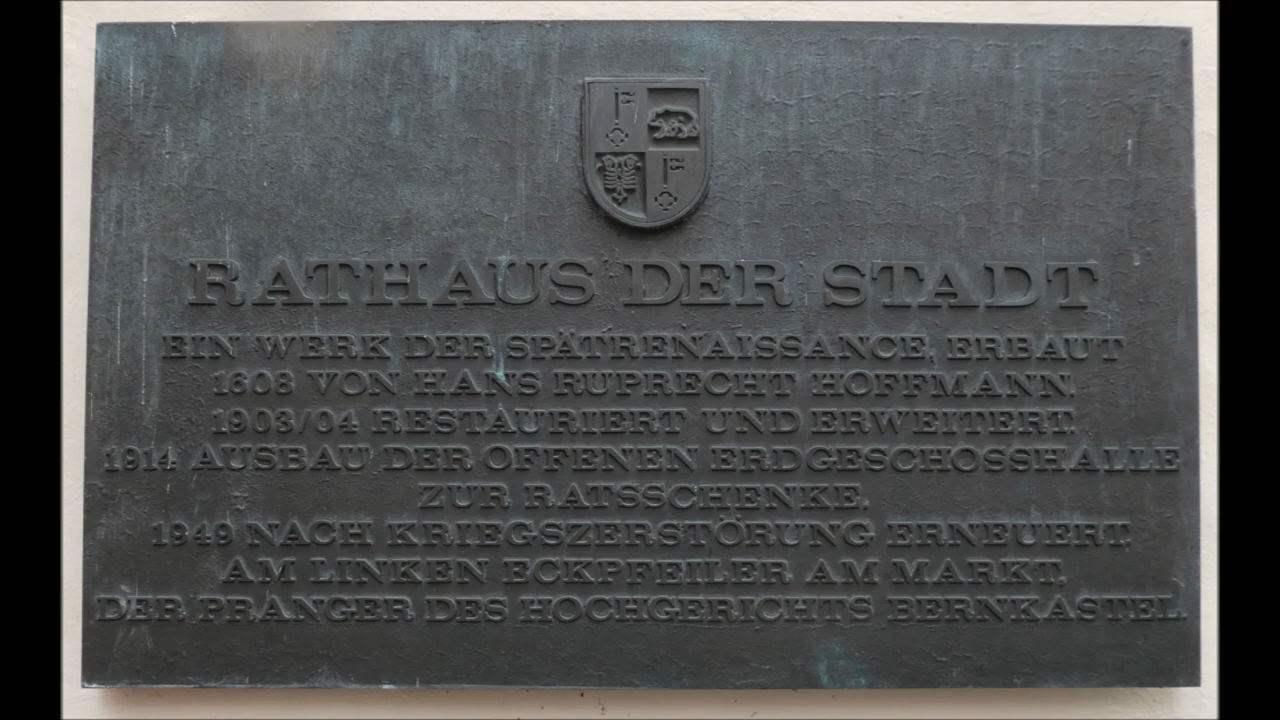 RATHAUS DER STADT
EIN WERK DER SPÄTRENAISSANCE, ERBAUT
1608 VON HANS RUPRECHT HOFFMANN.
1903/04 RESTAURIERT UND ERWEITERT.
1914 AUSBAU DER OFFENEN ERDGESCHOSSHALLE
ZUR RATSSCHENKE.
1949 NACH KRIEGSZERSTÖRUNG ERNEUERT.
AM LINKEN ECKPFEILER AM MARKT,
DER PRANGER DES HOCHGERICHTS BERNKASTEL.